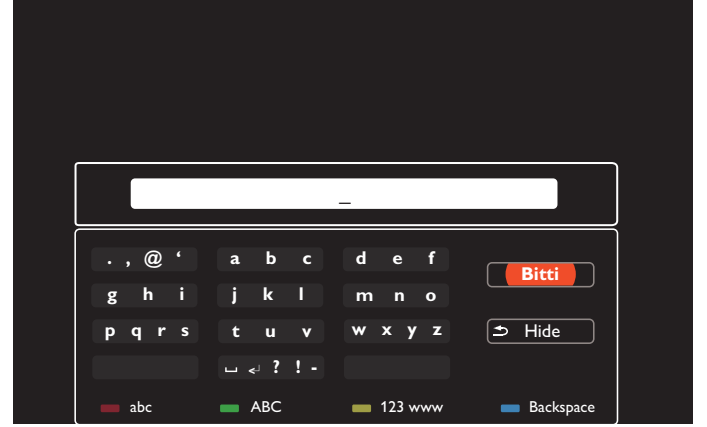 _
. , @ ‘ a b c d e f
Bitti
g h i j k l m n o
p q r s t u v w x y z
Hide
␣ ↲ ? ! -
abc ABC 123 www Backspace